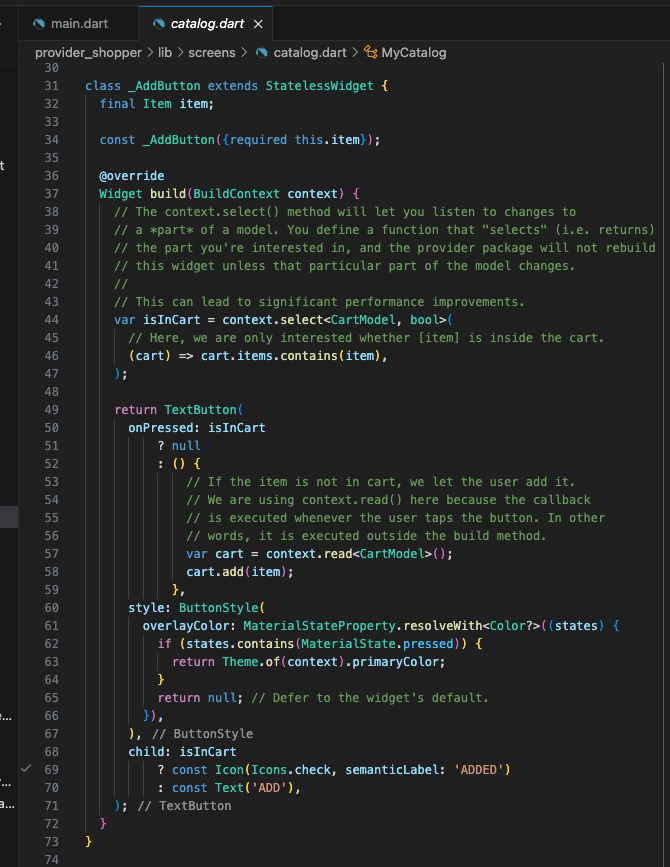 main.dart
catalog.dart
provider_shopper > lib > screens > catalog.dart > MyCatalog
30
31 class _AddButton extends StatelessWidget {
32   final Item item;
33
34   const _AddButton({required this.item});
35
36   @override
37   Widget build(BuildContext context) {
38     // The context.select() method will let you listen to changes to
39     // a *part* of a model. You define a function that "selects" (i.e. returns)
40     // the part you're interested in, and the provider package will not rebuild
41     // this widget unless that particular part of the model changes.
42     //
43     // This can lead to significant performance improvements.
44     var isInCart = context.select<CartModel, bool>(
45       // Here, we are only interested whether [item] is inside the cart.
46       (cart) => cart.items.contains(item),
47     );
48
49     return TextButton(
50       onPressed: isInCart
51           ? null
52           : () {
53               // If the item is not in cart, we let the user add it.
54               // We are using context.read() here because the callback
55               // is executed whenever the user taps the button. In other
56               // words, it is executed outside the build method.
57               var cart = context.read<CartModel>();
58               cart.add(item);
59             },
60       style: ButtonStyle(
61         overlayColor: MaterialStateProperty.resolveWith<Color?>((states) {
62           if (states.contains(MaterialState.pressed)) {
63             return Theme.of(context).primaryColor;
64           }
65           return null; // Defer to the widget's default.
66         }),
67       ), // ButtonStyle
68       child: isInCart
69           ? const Icon(Icons.check, semanticLabel: 'ADDED')
70           : const Text('ADD'),
71     ); // TextButton
72   }
73 }
74